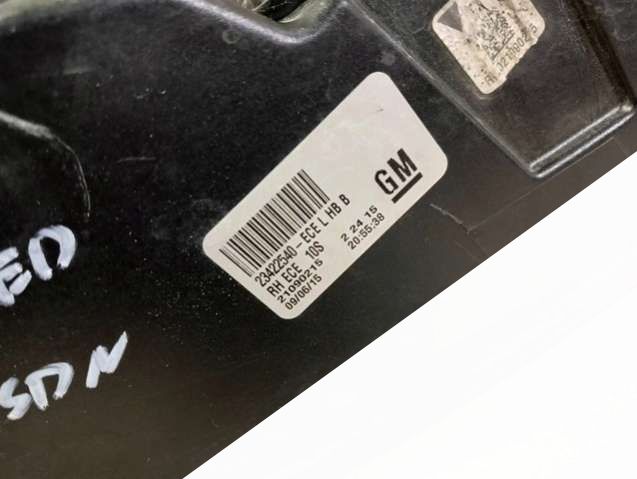 23422540-ECE L HB B
RH ECE 10S
21090215
09/06/15
2 24 15
20:55:38
GM
ED
SDN